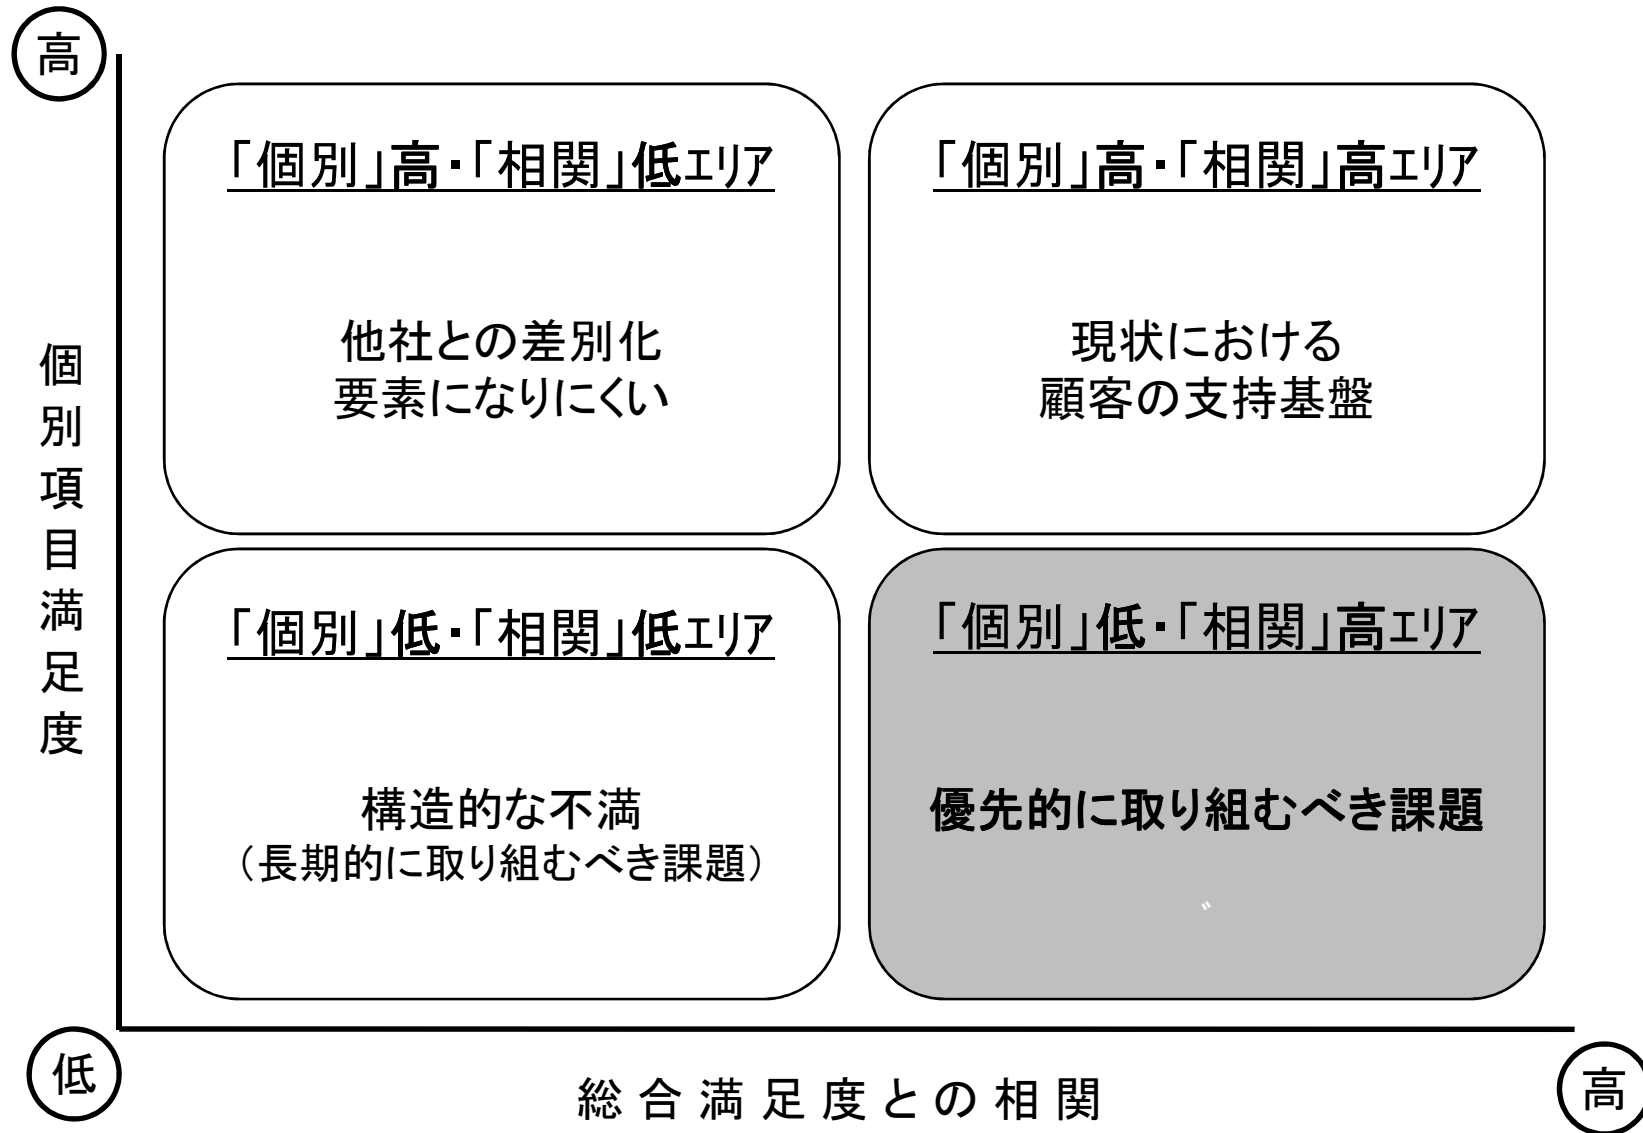 高
「個別」高・「相関」低エリア
他社との差別化
要素になりにくい
「個別」高・「相関」高エリア
現状における
顧客の支持基盤
個別項目満足度
「個別」低・「相関」低エリア
構造的な不満
（長期的に取り組むべき課題）
「個別」低・「相関」高エリア
優先的に取り組むべき課題
低
総合満足度との相関
高